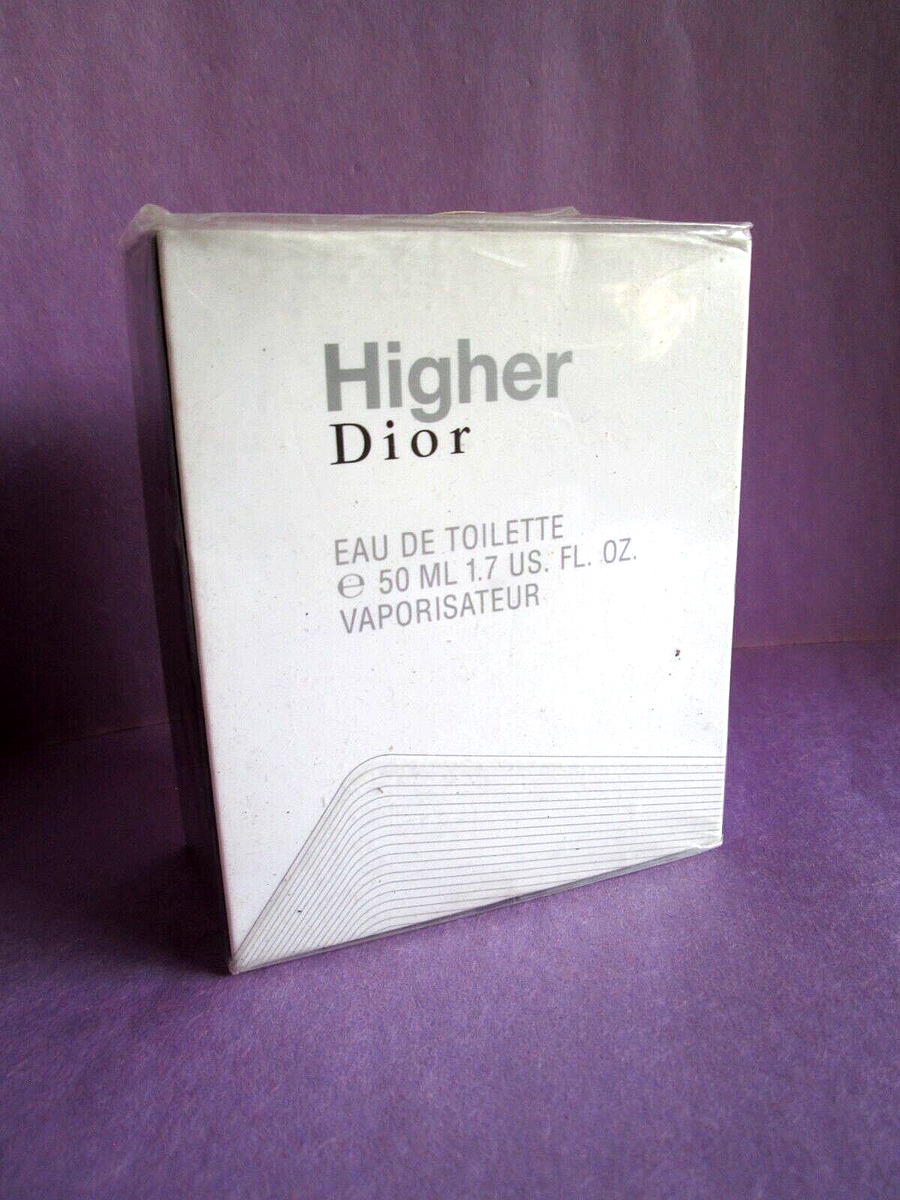 Higher
Dior
EAU DE TOILETTE
℮ 50 ML 1.7 US. FL. OZ.
VAPORISATEUR